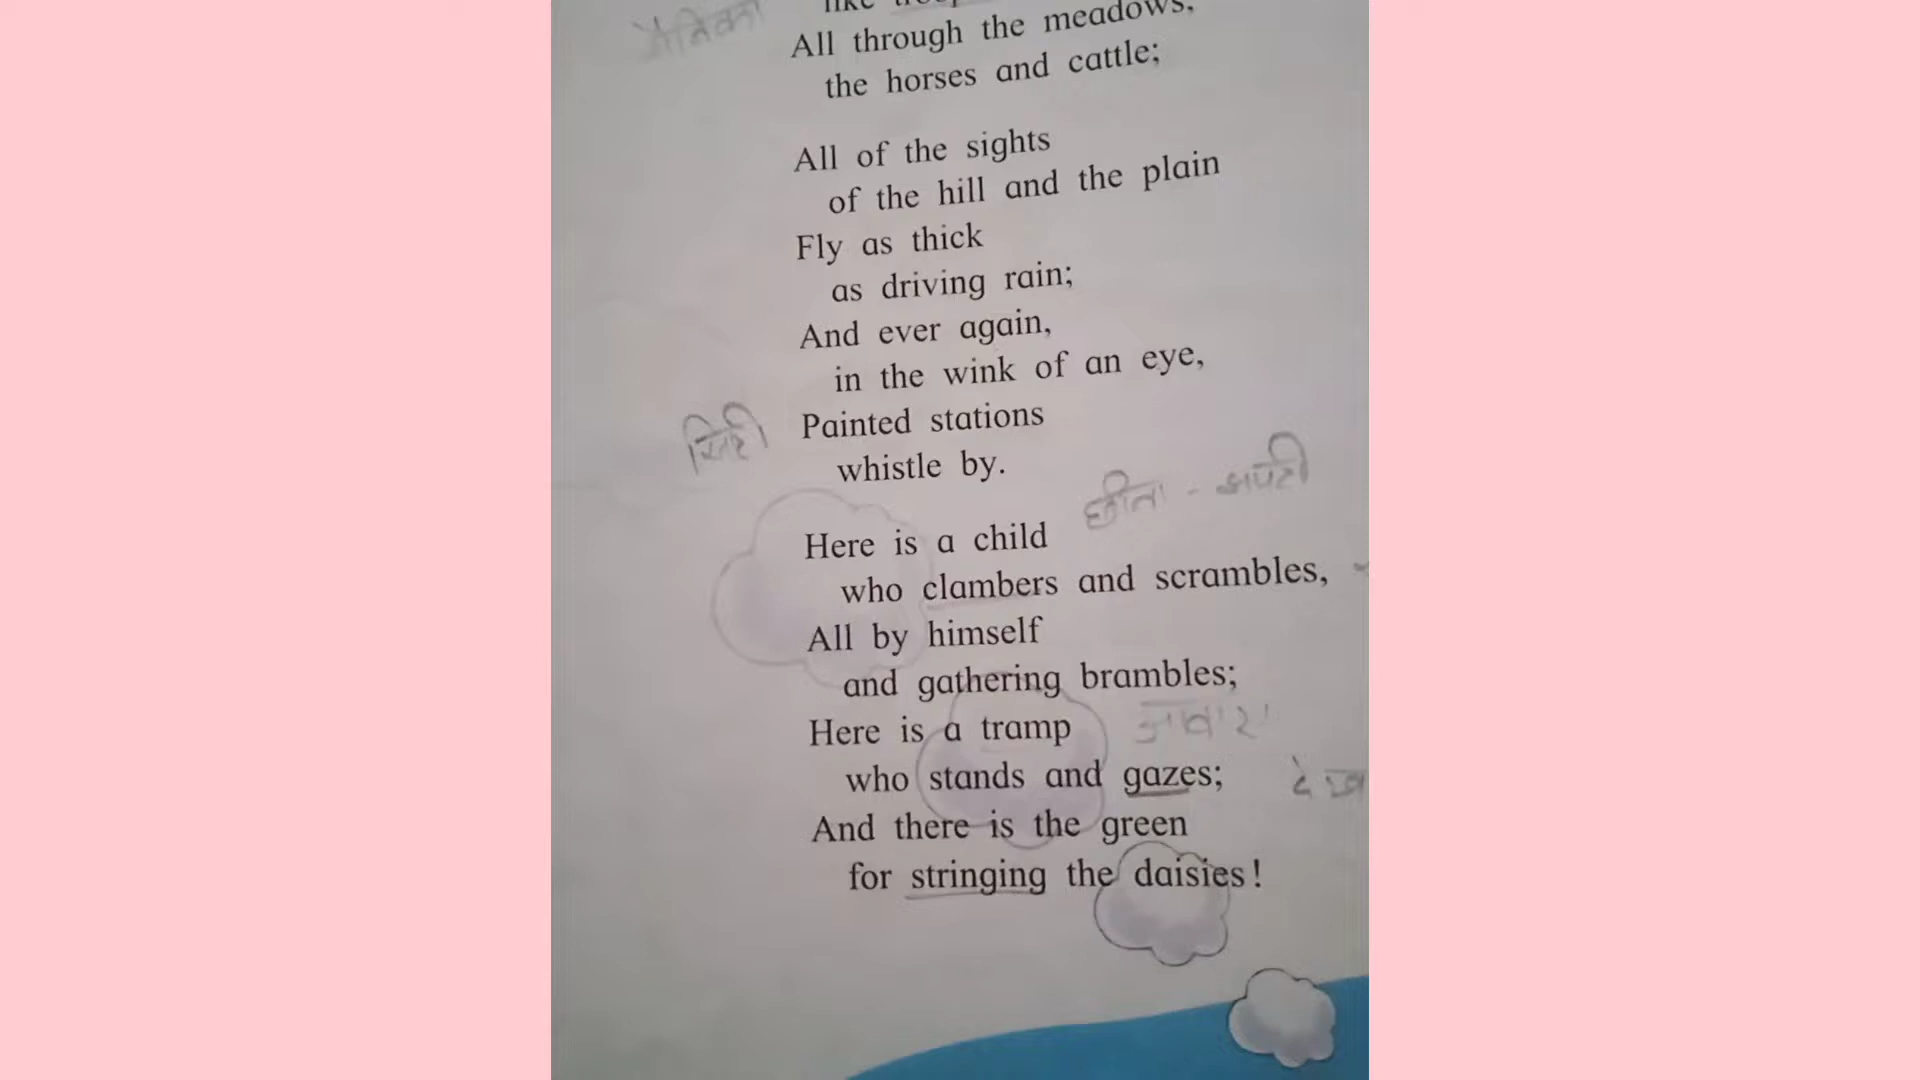 like
All through the meadows,
the horses and cattle;
All of the sights
of the hill and the plain
Fly as thick
as driving rain;
And ever again,
in the wink of an eye,
Painted stations
whistle by.
Here is a child
who clambers and scrambles,
All by himself
and gathering brambles;
Here is a tramp
who stands and gazes;
And there is the green
for stringing the daisies!